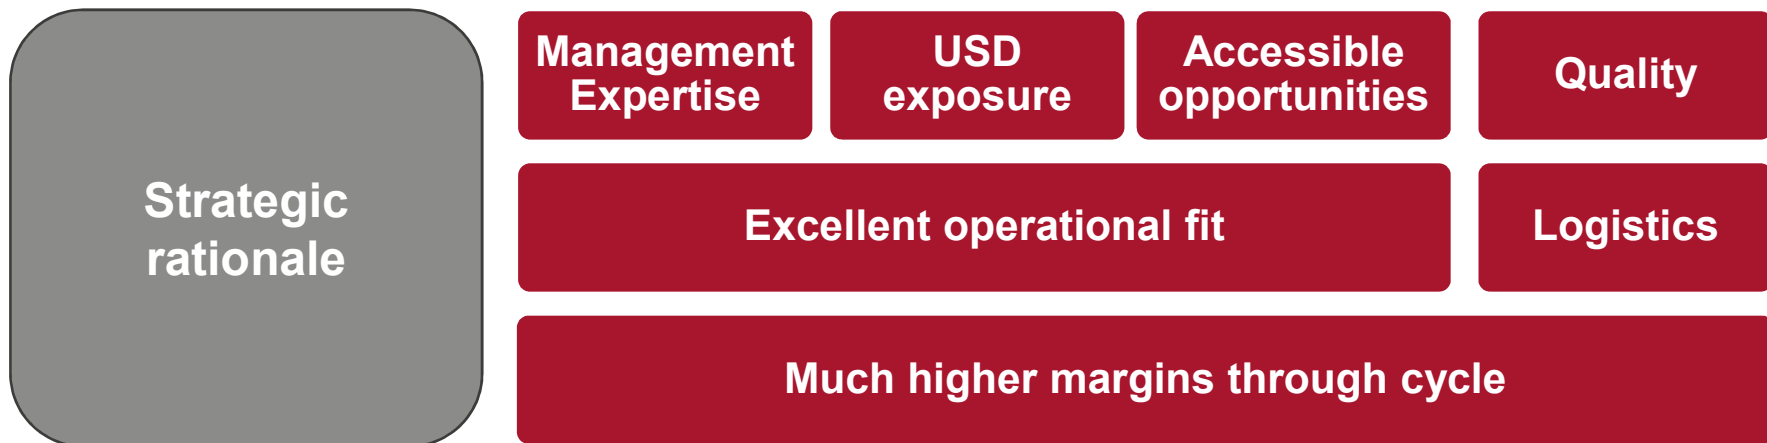 Strategic
rationale
Management
Expertise
USD
exposure
Accessible
opportunities
Quality
Excellent operational fit
Logistics
Much higher margins through cycle